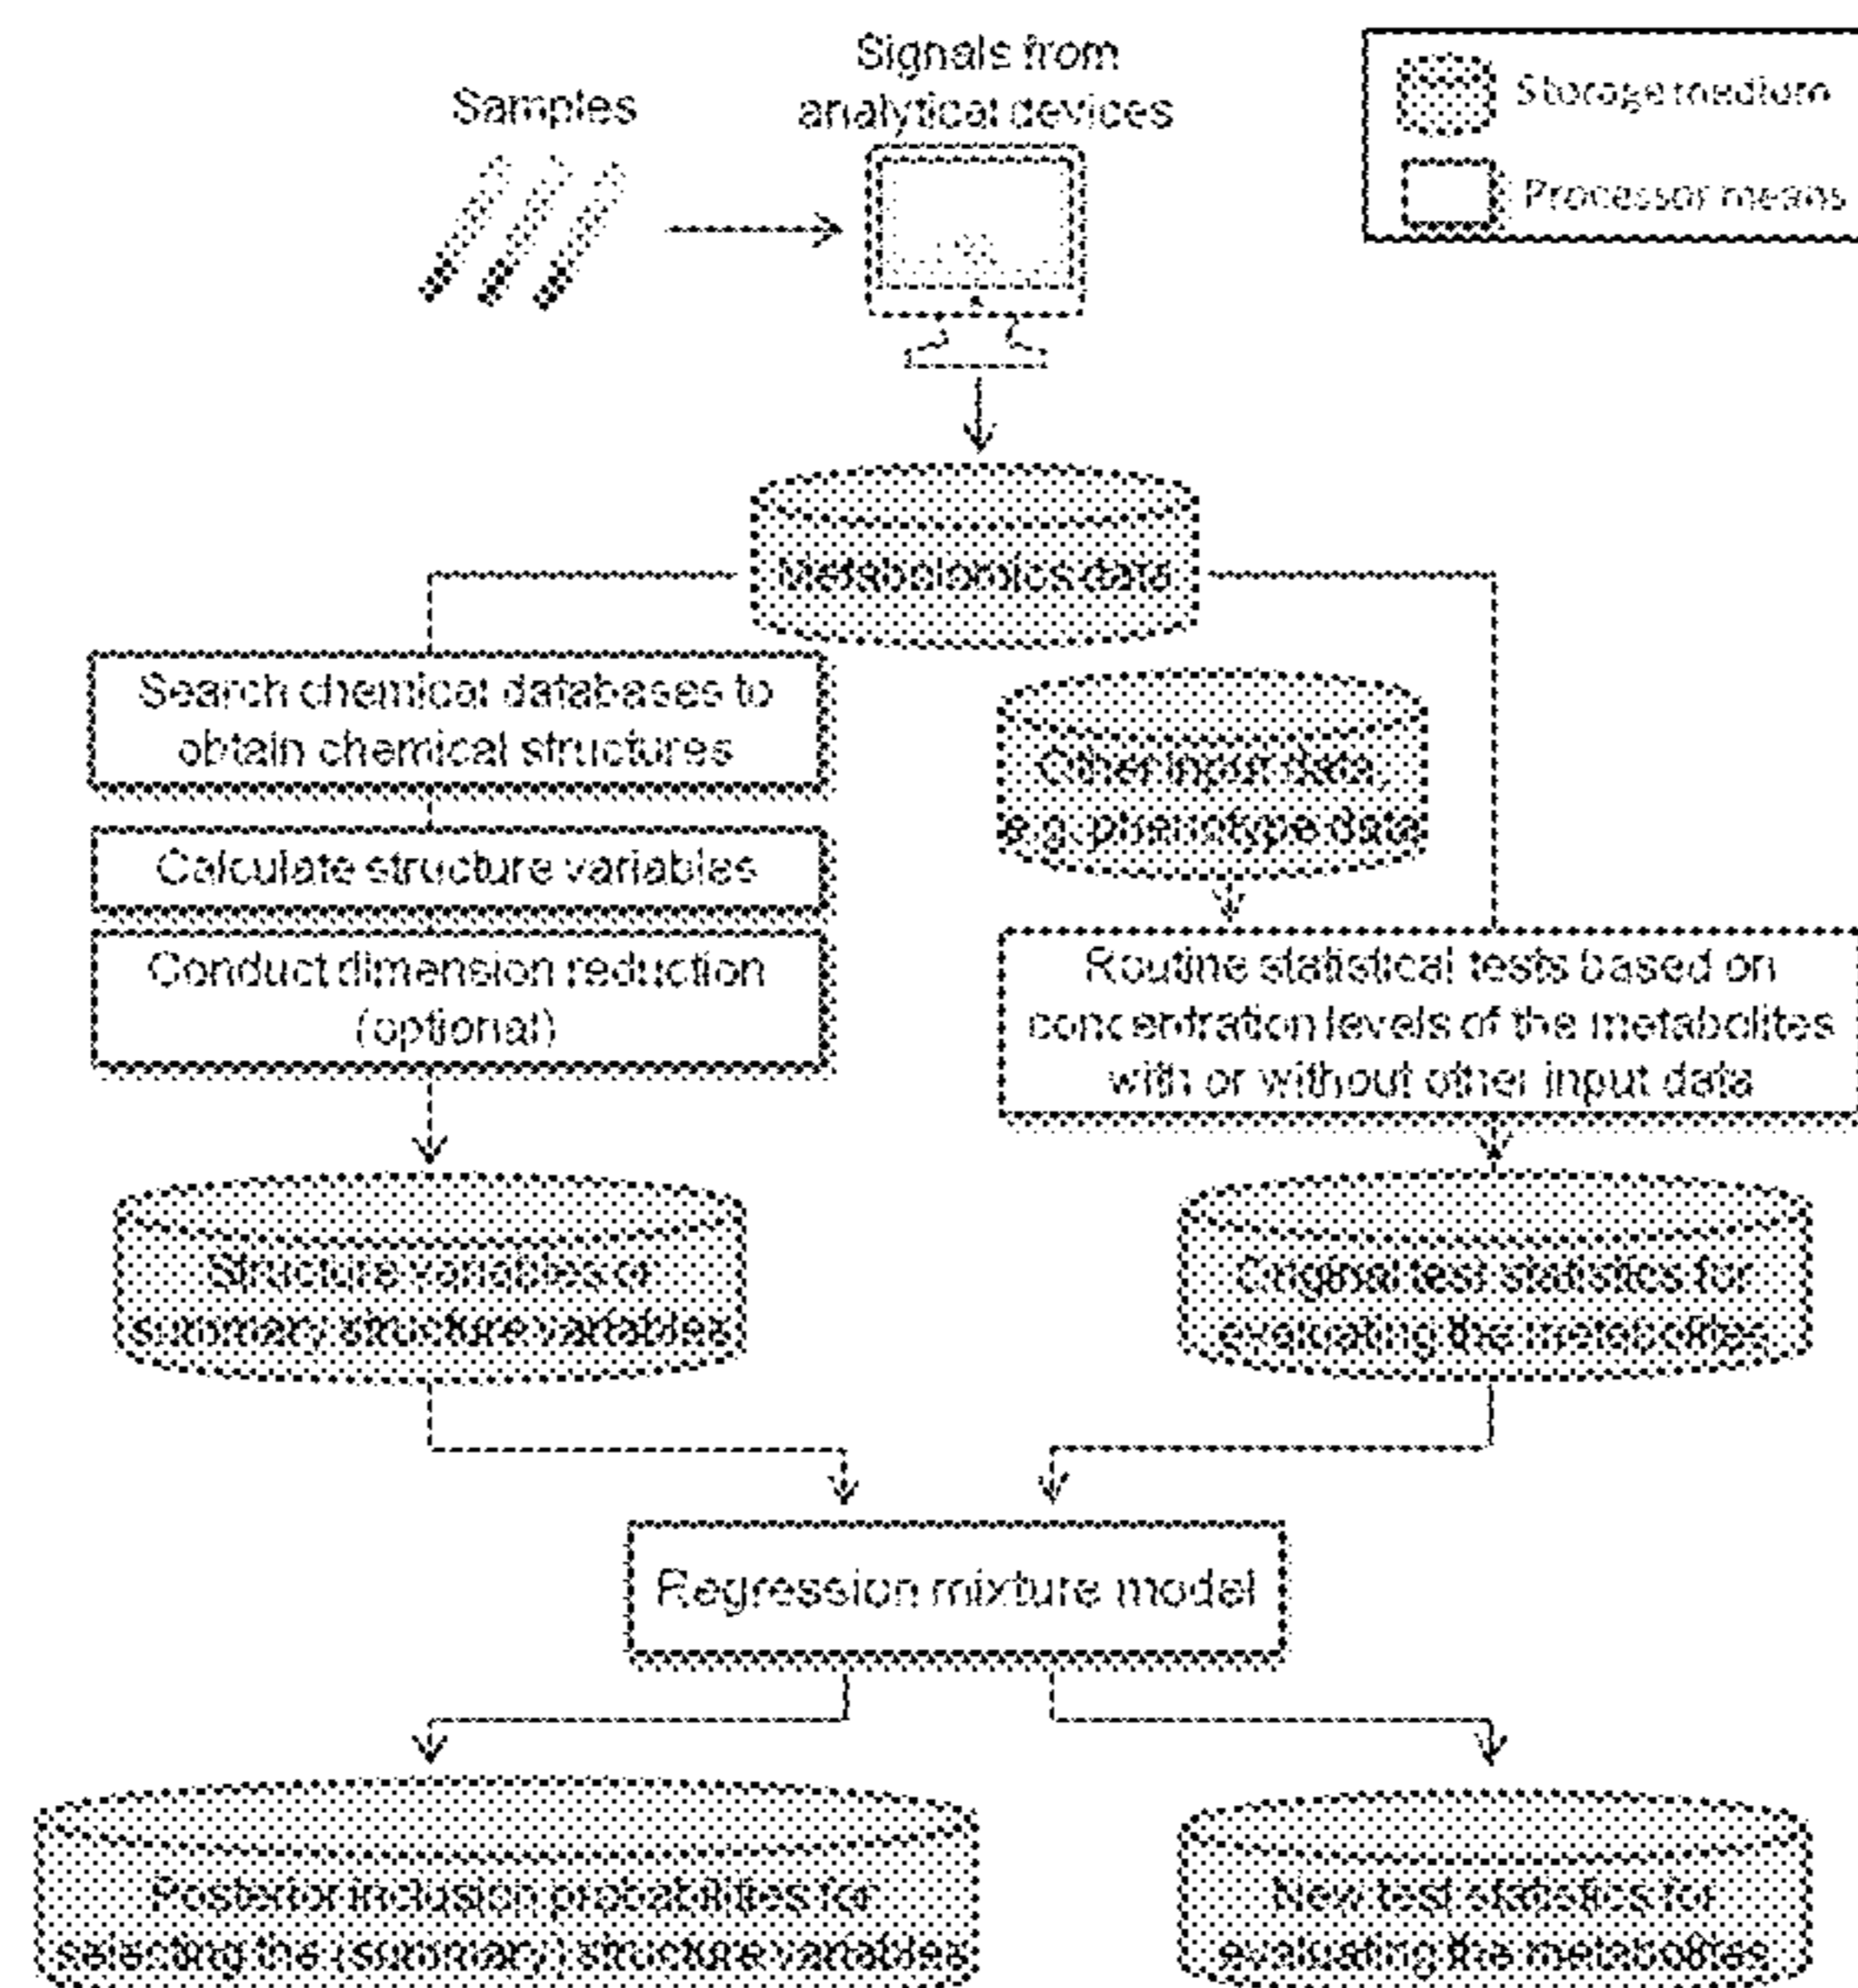 Samples
Signals from
analytical devices
Storage medium
Processor means
Metabolomics data
Search chemical databases to
obtain chemical structures
Calculate structure variables
Conduct dimension reduction
(optional)
Other input data,
e.g. phenotype data
Routine statistical tests based on
concentration levels of the metabolites
with or without other input data
Structure variables or
summary structure variables
Original test statistics for
evaluating the metabolites
Regression mixture model
Posterior inclusion probabilities for
selecting the (summary) structure variables
New test statistics for
evaluating the metabolites